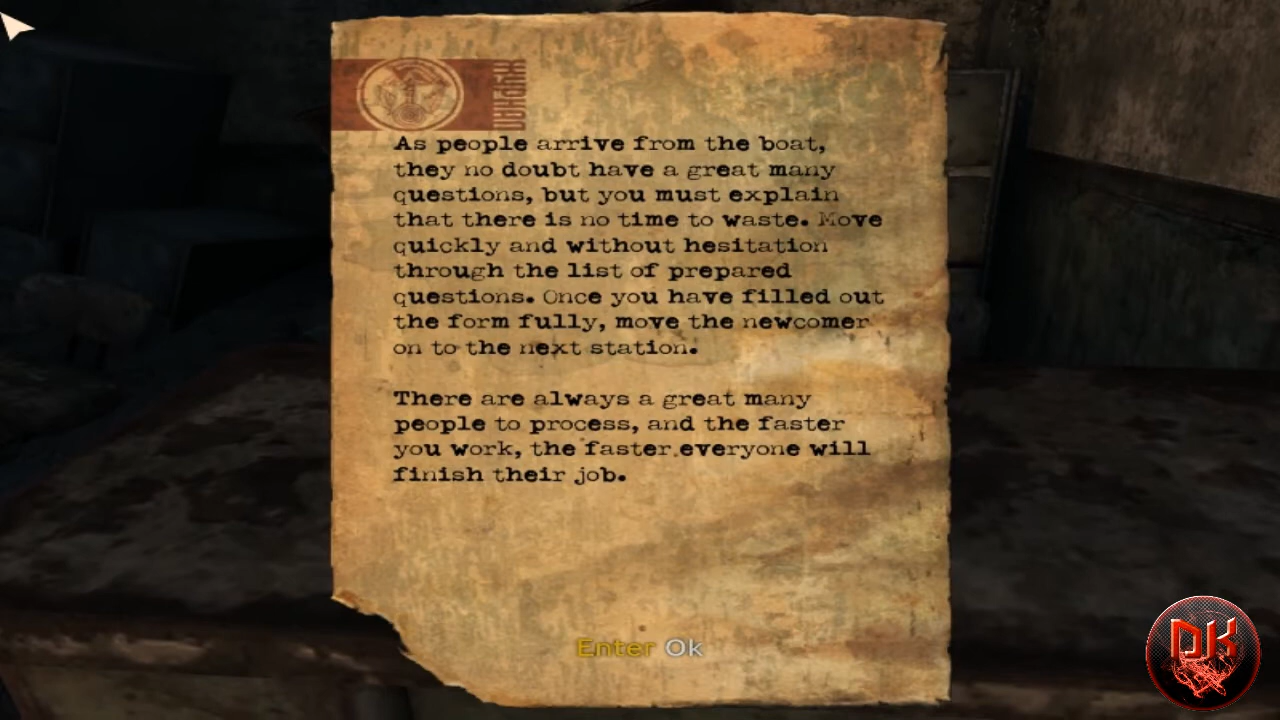 As people arrive from the boat,
they no doubt have a great many
questions, but you must explain
that there is no time to waste. Move
quickly and without hesitation
through the list of prepared
questions. Once you have filled out
the form fully, move the newcomer
on to the next station.
There are always a great many
people to process, and the faster
you work, the faster everyone will
finish their job.
Enter Ok
DK